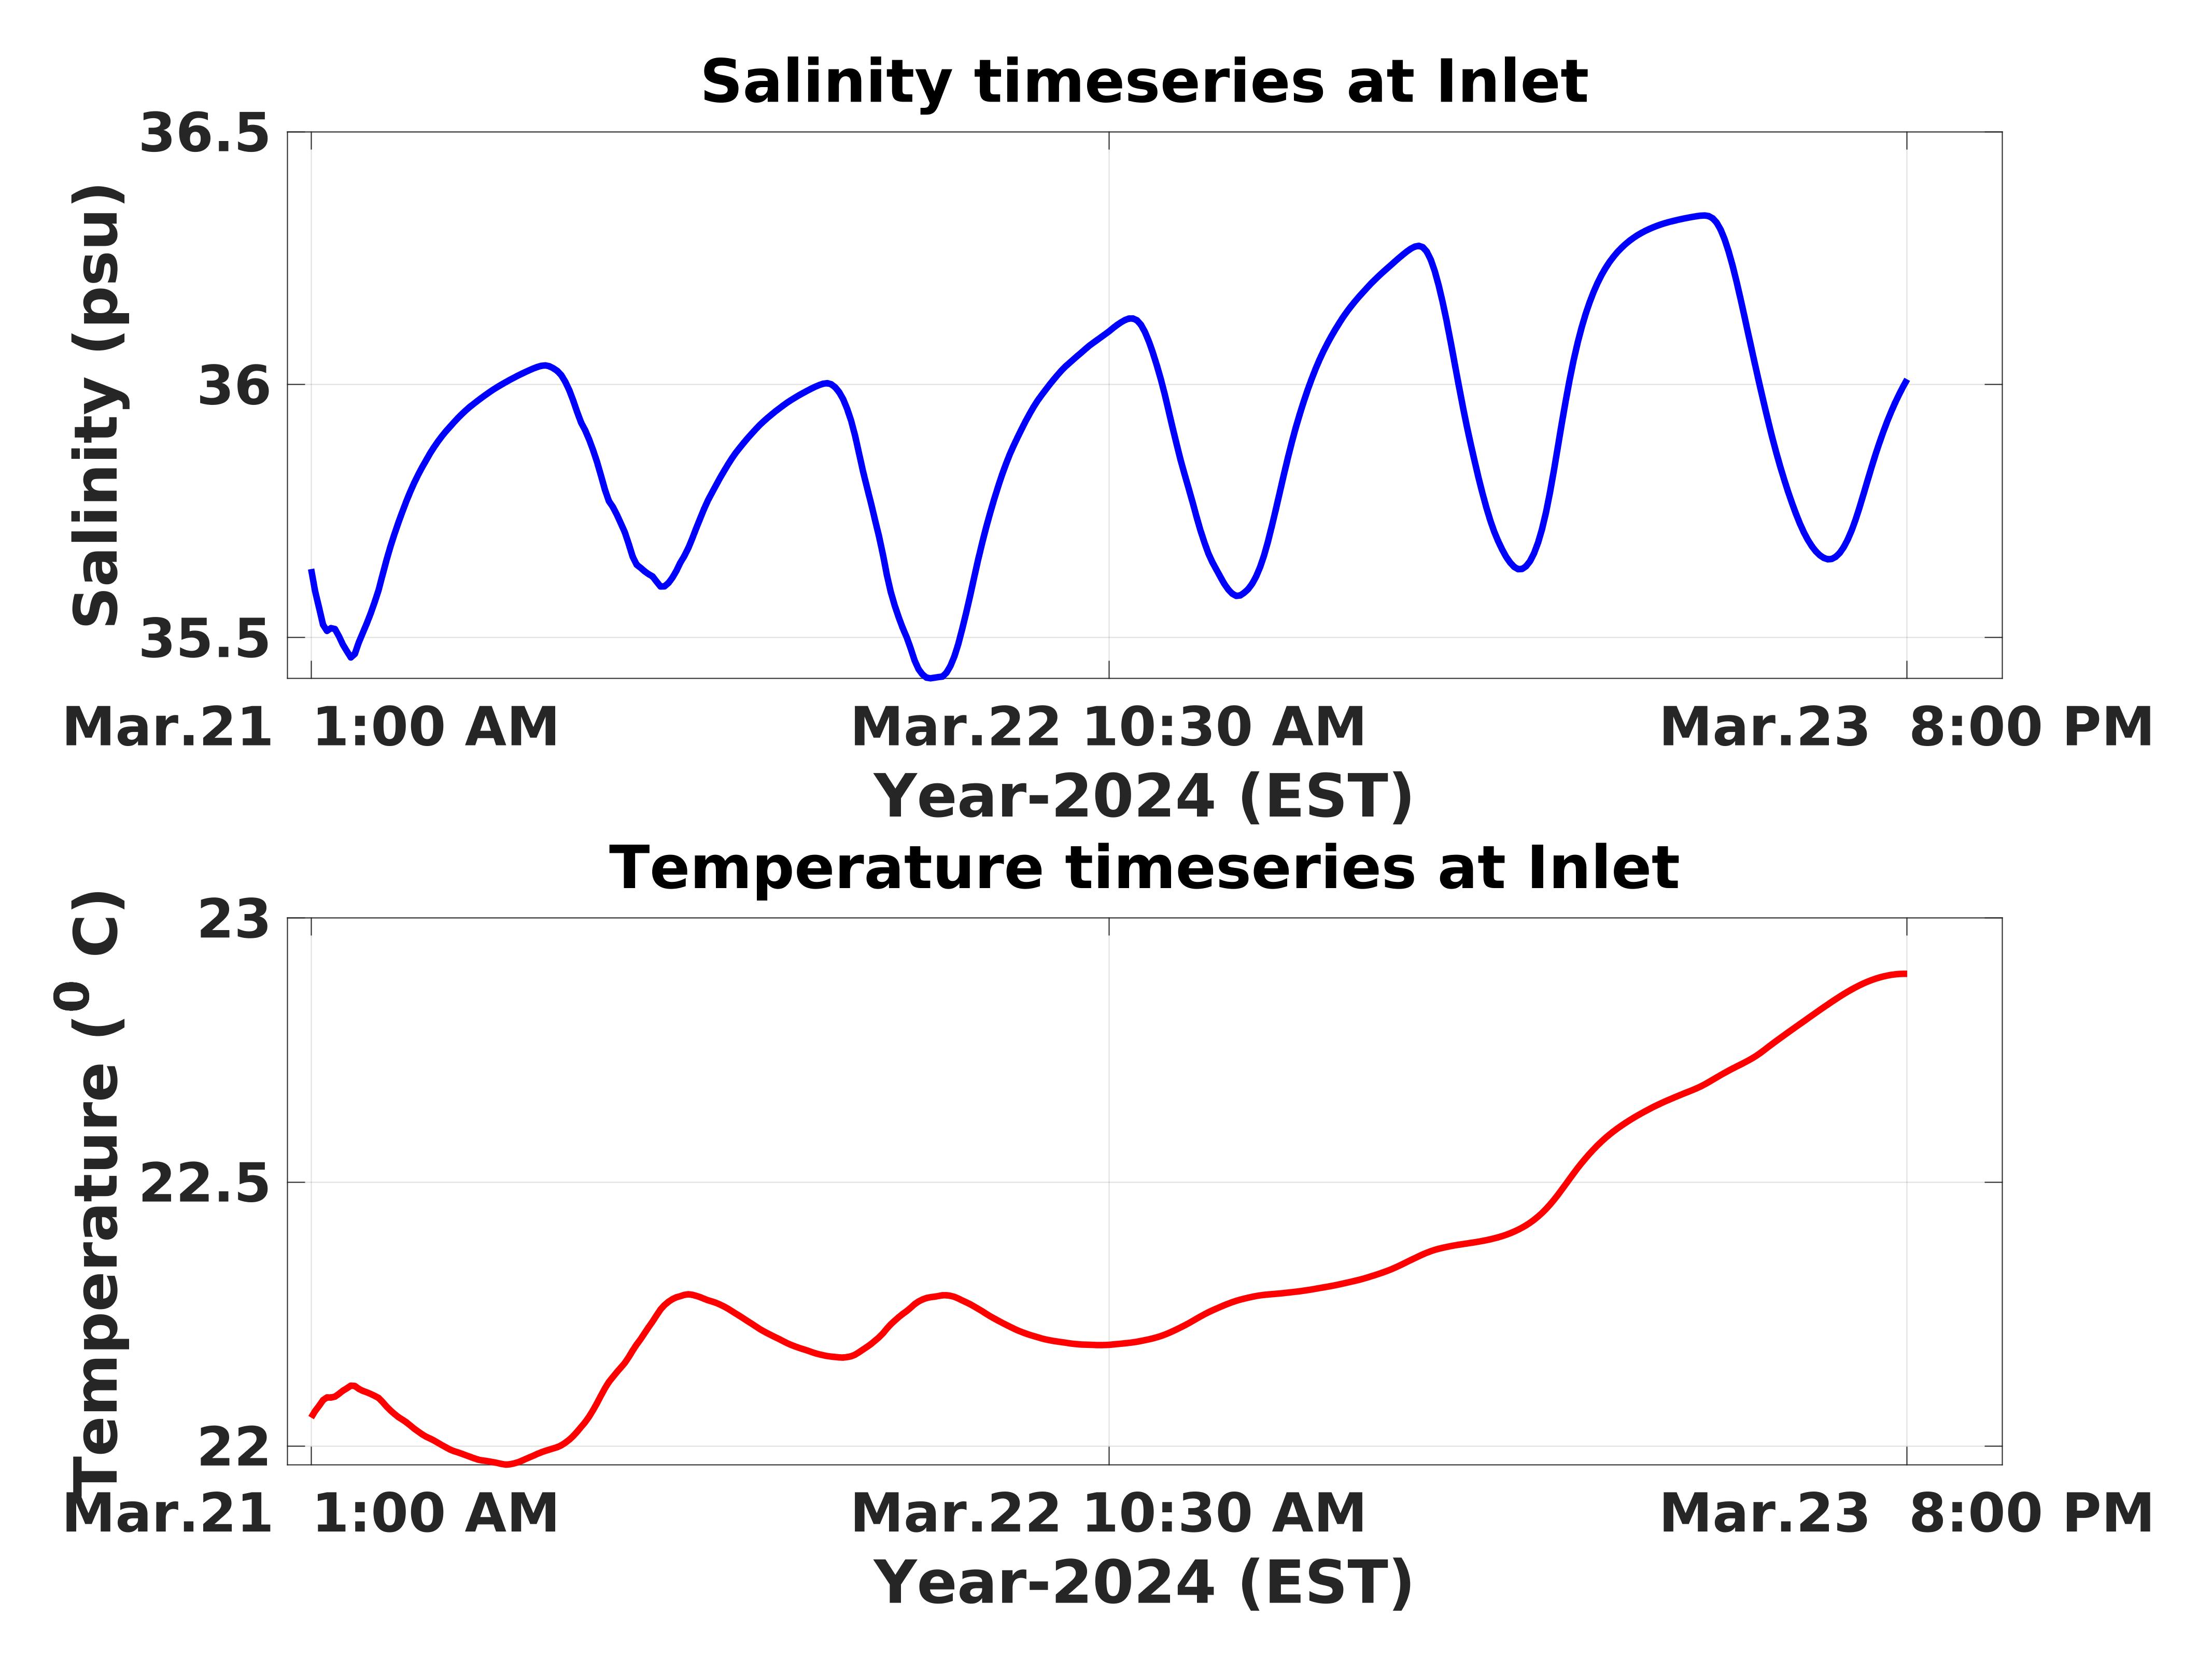 Salinity timeseries at Inlet
36.5
36
35.5
Salinity (psu)
Mar.21  1:00 AM
Mar.22 10:30 AM
Mar.23  8:00 PM
Year-2024 (EST)
Temperature timeseries at Inlet
23
22.5
22
Temperature (⁰ C)
Mar.21  1:00 AM
Mar.22 10:30 AM
Mar.23  8:00 PM
Year-2024 (EST)